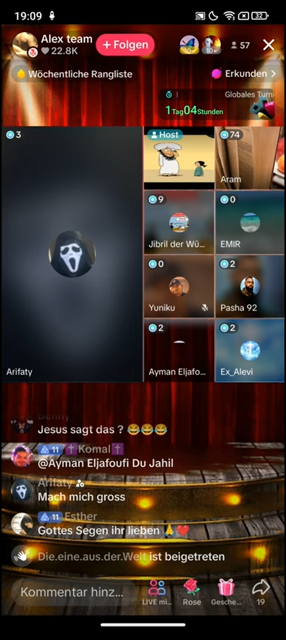 19:09
32
Alex team
22.8K
+ Folgen
57
Wöchentliche Rangliste
Erkunden
Globales Turni
1Tag04Stunden
3
Host
74
Aram
9
0
Jibril der Wü...
EMIR
0
2
Yuniku
Pasha 92
2
2
Arifaty
Ayman Eljafo...
Ex_Alevi
Jesus sagt das ? 😂😂😂
11 ✝️Komal✝️
@Ayman Eljafoufi Du Jahil
Arifaty
Mach mich gross
11 Esther
Gottes Segen ihr lieben 🙏❤️
Die.eine.aus.der.Welt ist beigetreten
Kommentar hinz...
LIVE mi...
Rose
Gesche...
19